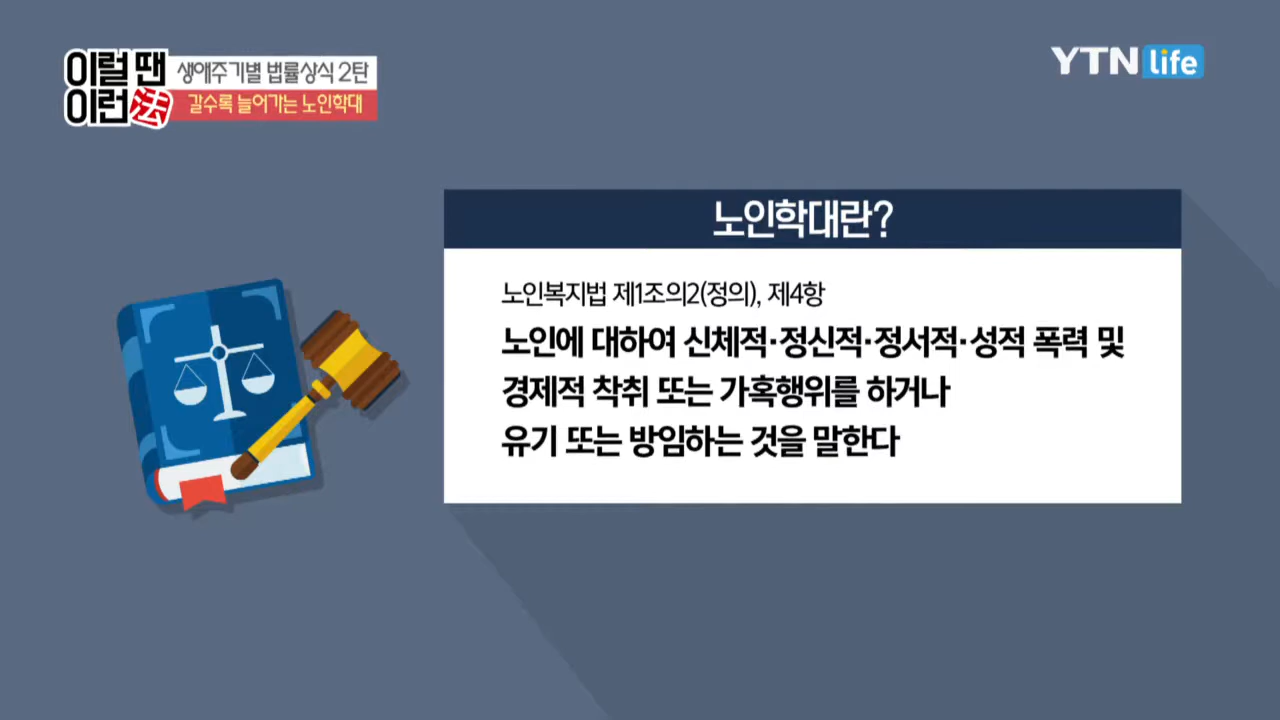 이럴 땐
이런 法
생애주기별 법률상식 2탄
갈수록 늘어가는 노인학대
YTN life
노인학대란?
노인복지법 제1조의2(정의), 제4항
노인에 대하여 신체적·정신적·정서적·성적 폭력 및
경제적 착취 또는 가혹행위를 하거나
유기 또는 방임하는 것을 말한다